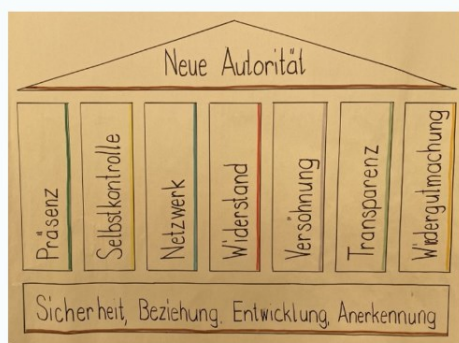 Neue Autorität
Präsenz
Selbstkontrolle
Netzwerk
Widerstand
Versöhnung
Transparenz
Wiedergutmachung
Sicherheit, Beziehung, Entwicklung, Anerkennung